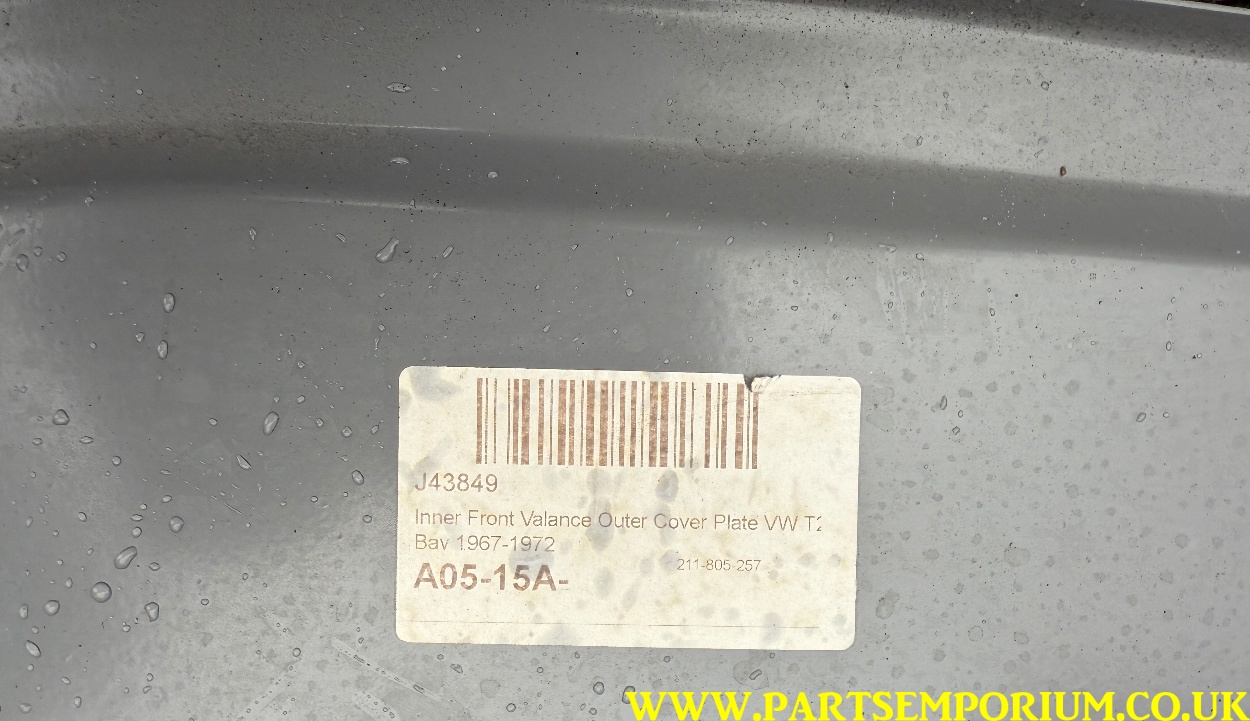 J43849
Inner Front Valance Outer Cover Plate VW T2
Bay 1967-1972
211-805-257
A05-15A-
WWW.PARTSEMPORIUM.CO.UK